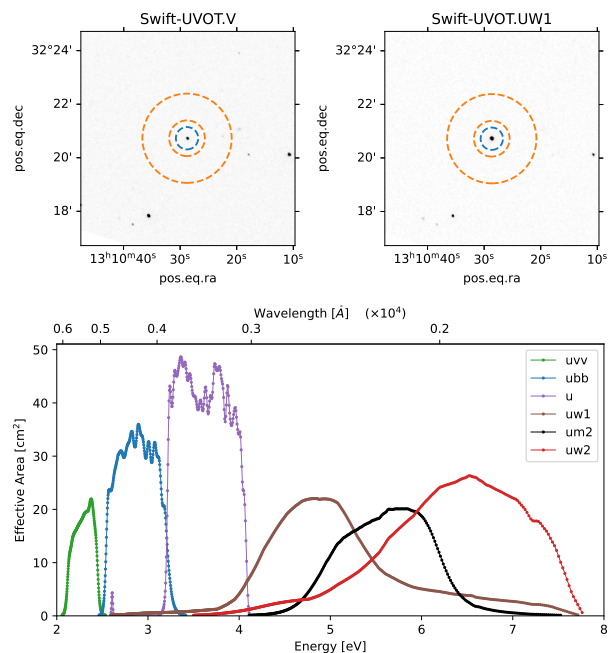 Swift-UVOT.V
Swift-UVOT.UW1
32°24'
22'
20'
18'
pos.eq.dec
13ʰ10ᵐ40ˢ 30ˢ 20ˢ 10ˢ
pos.eq.ra
32°24'
22'
20'
18'
pos.eq.dec
13ʰ10ᵐ40ˢ 30ˢ 20ˢ 10ˢ
pos.eq.ra
Wavelength [Å] (×10⁴)
0.6 0.5 0.4 0.3 0.2
50
40
30
20
10
0
Effective Area [cm²]
uvv
ubb
u
uw1
um2
uw2
2 3 4 5 6 7 8
Energy [eV]